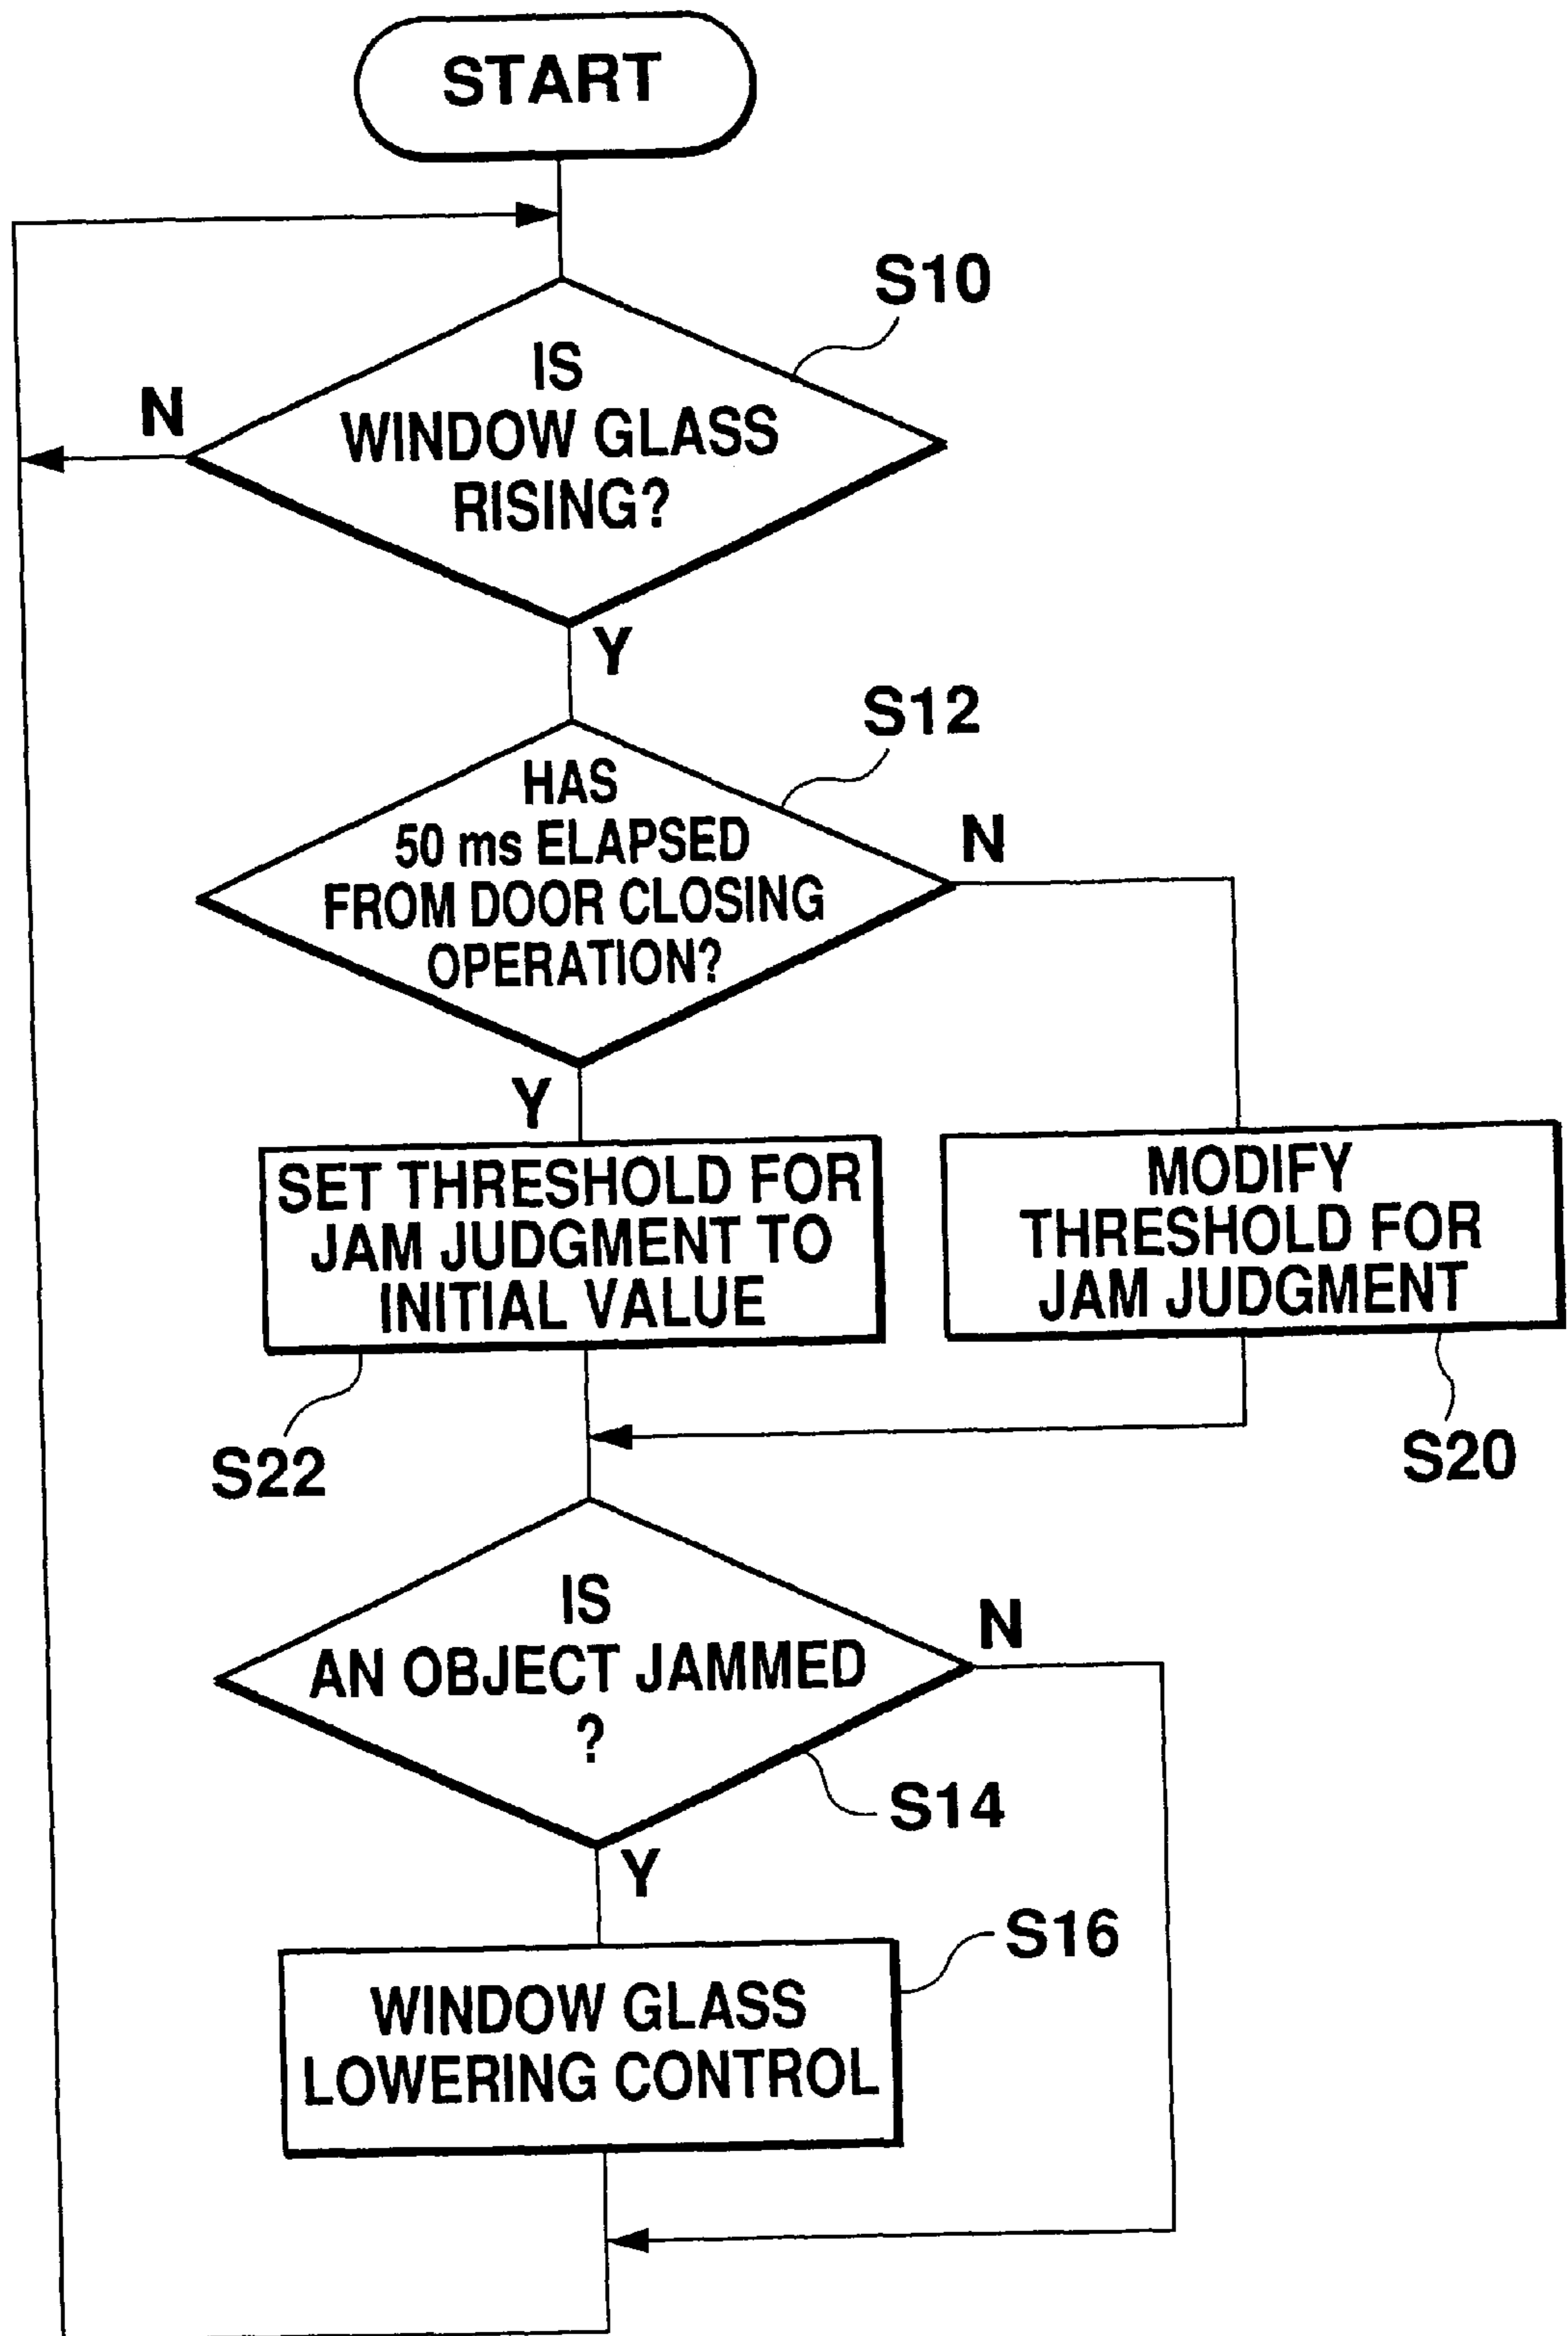 START
S10
IS
WINDOW GLASS
RISING?
N
Y
S12
HAS
50 ms ELAPSED
FROM DOOR CLOSING
OPERATION?
N
Y
SET THRESHOLD FOR
JAM JUDGMENT TO
INITIAL VALUE
MODIFY
THRESHOLD FOR
JAM JUDGMENT
S22
S20
IS
AN OBJECT JAMMED
?
N
S14
Y
S16
WINDOW GLASS
LOWERING CONTROL